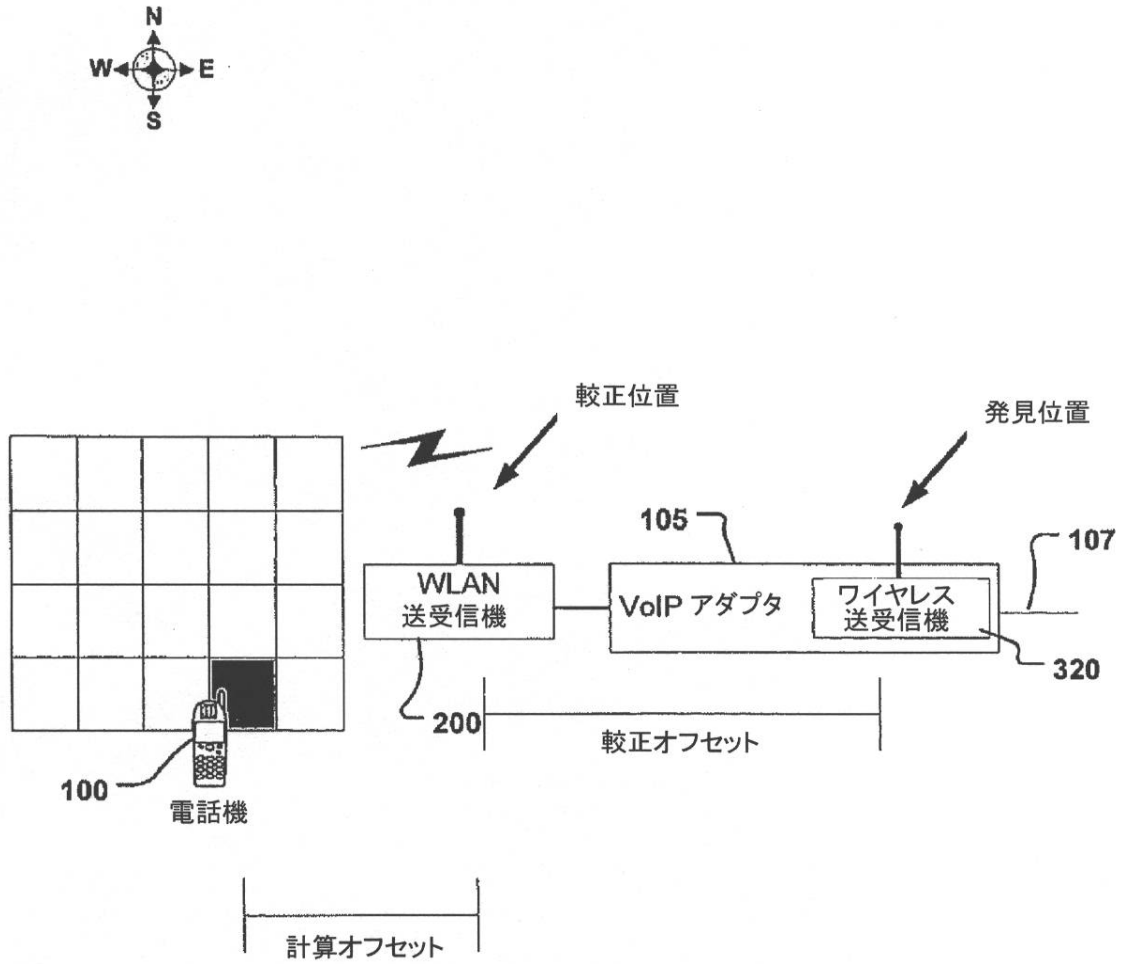 N
W E
S
較正位置
発見位置
105
107
WLAN
送受信機
VoIP アダプタ
ワイヤレス
送受信機
320
200
較正オフセット
100
電話機
計算オフセット